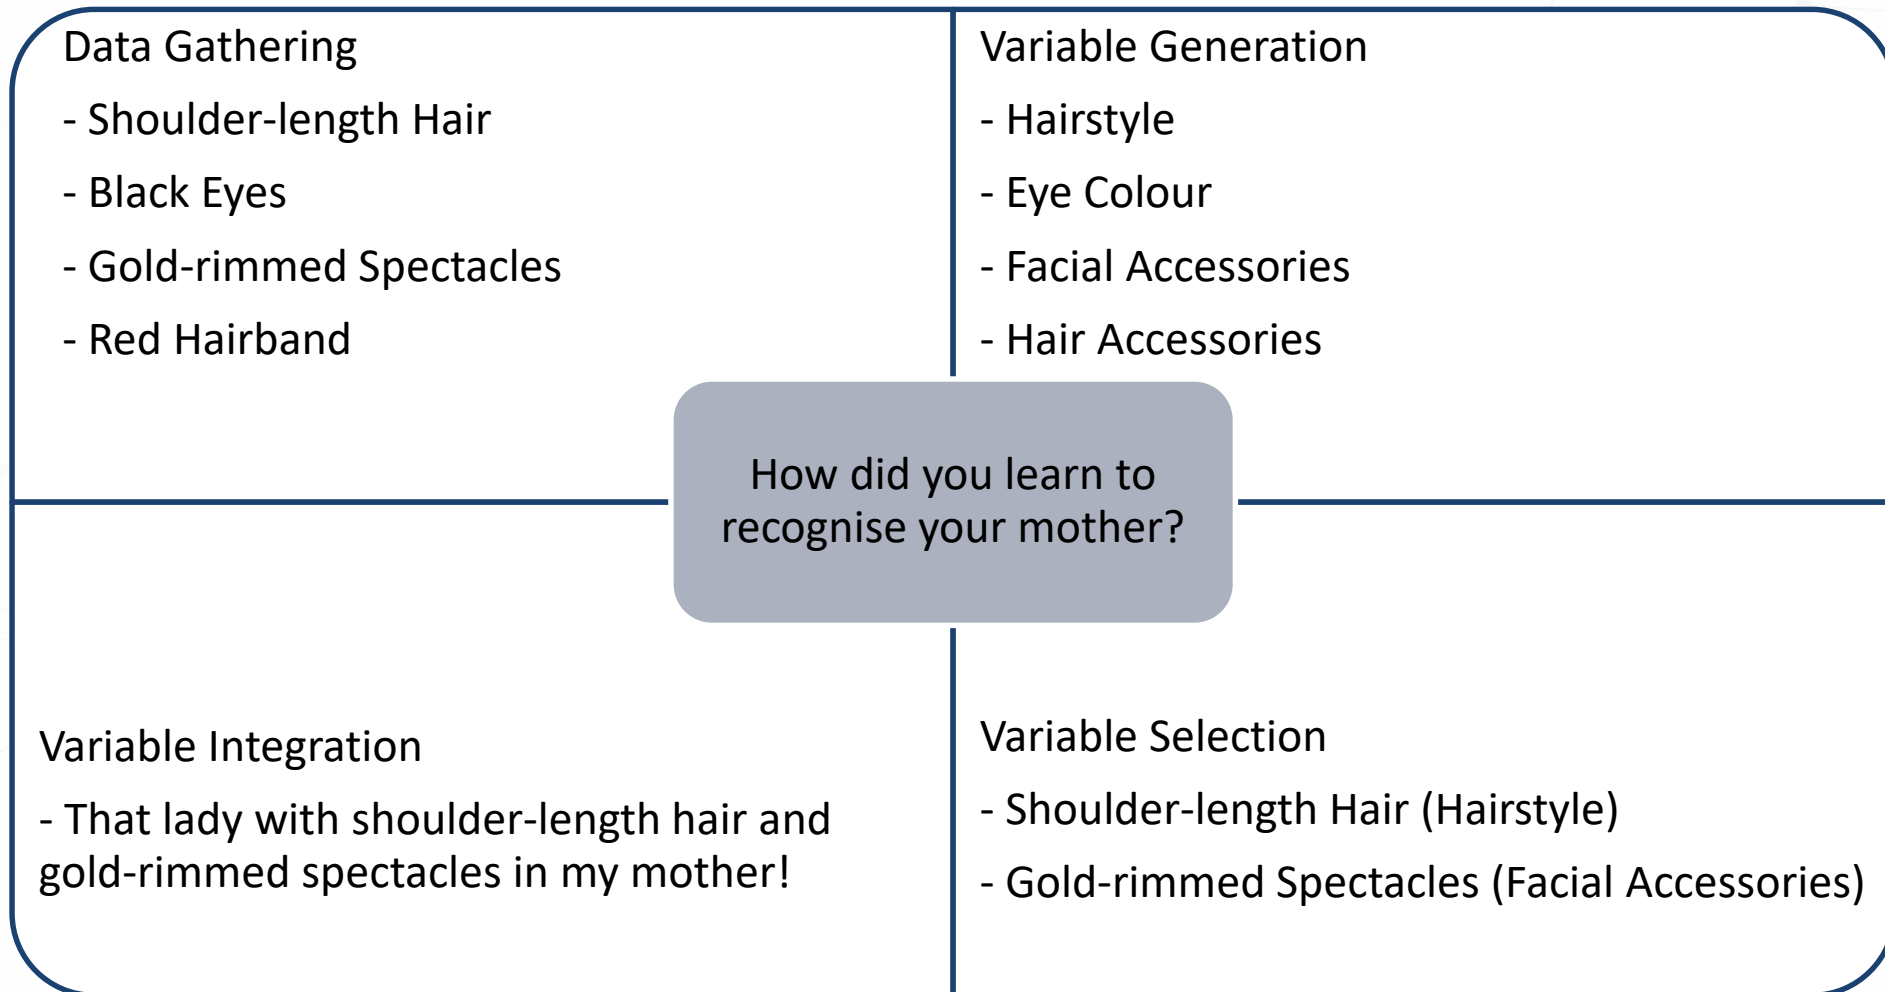 Data Gathering
- Shoulder-length Hair
- Black Eyes
- Gold-rimmed Spectacles
- Red Hairband
Variable Generation
- Hairstyle
- Eye Colour
- Facial Accessories
- Hair Accessories
How did you learn to
recognise your mother?
Variable Integration
- That lady with shoulder-length hair and
gold-rimmed spectacles in my mother!
Variable Selection
- Shoulder-length Hair (Hairstyle)
- Gold-rimmed Spectacles (Facial Accessories)